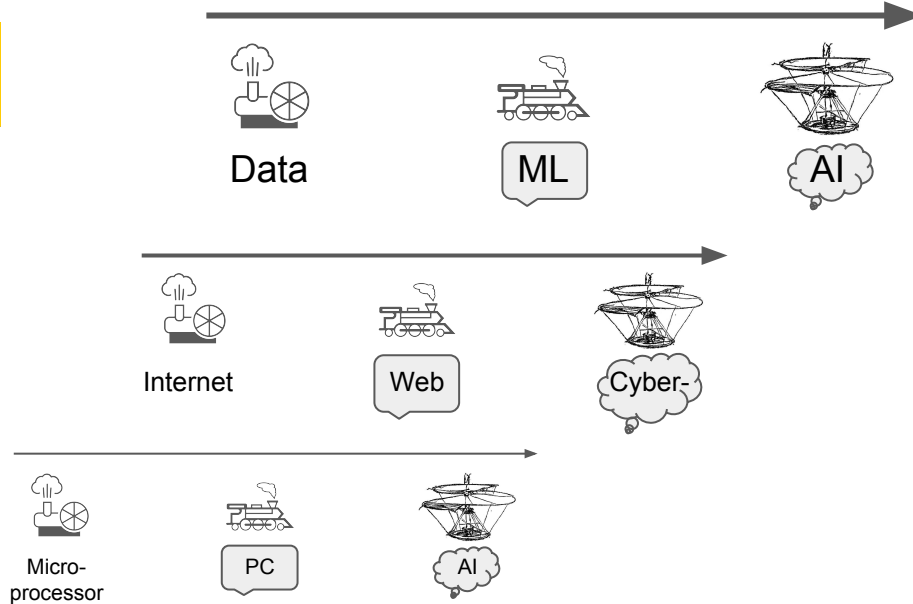 Data
ML
AI
Internet
Web
Cyber-
Micro-
processor
PC
AI